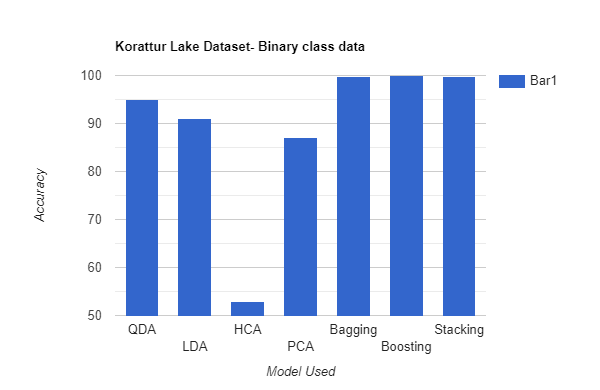 Korattur Lake Dataset- Binary class data
100
90
80
70
60
50
Accuracy
Bar1
QDA
LDA
HCA
PCA
Bagging
Boosting
Stacking
Model Used